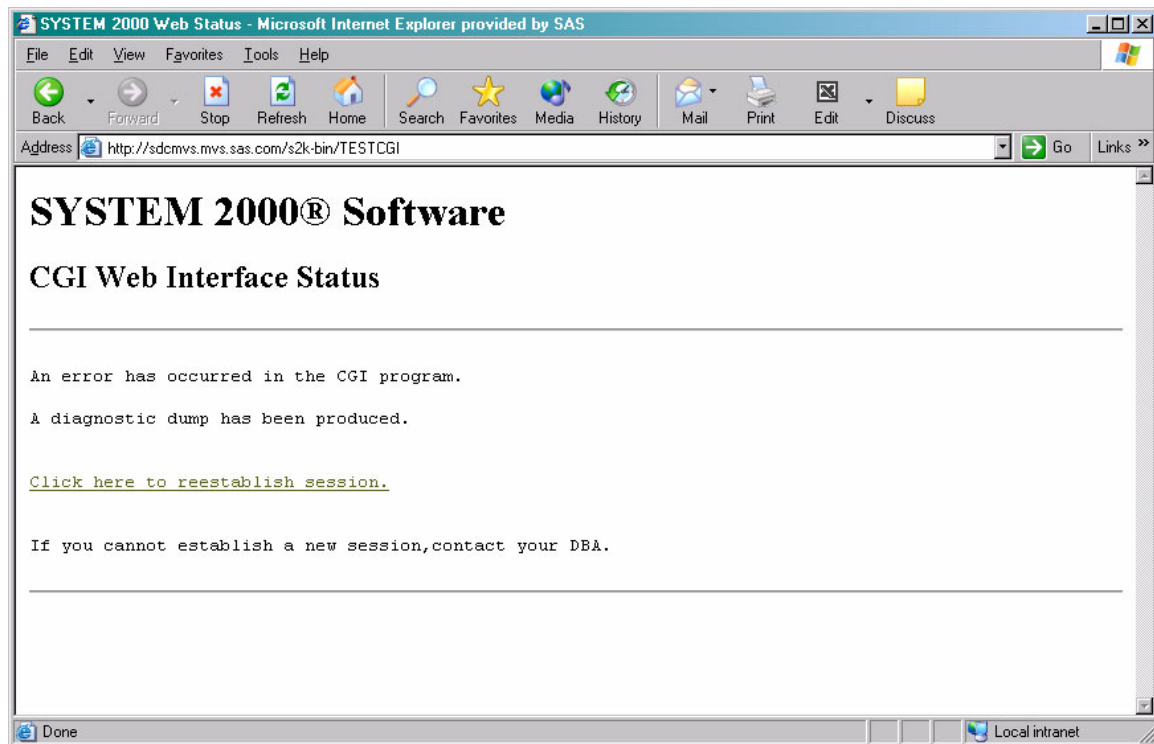 SYSTEM 2000 Web Status - Microsoft Internet Explorer provided by SAS
File Edit View Favorites Tools Help
Back Forward Stop Refresh Home Search Favorites Media History Mail Print Edit Discuss
Address http://sdcmvs.mvs.sas.com/s2k-bin/TESTCGI Go Links »
SYSTEM 2000® Software
CGI Web Interface Status
An error has occurred in the CGI program.
A diagnostic dump has been produced.
Click here to reestablish session.
If you cannot establish a new session,contact your DBA.
Done Local intranet